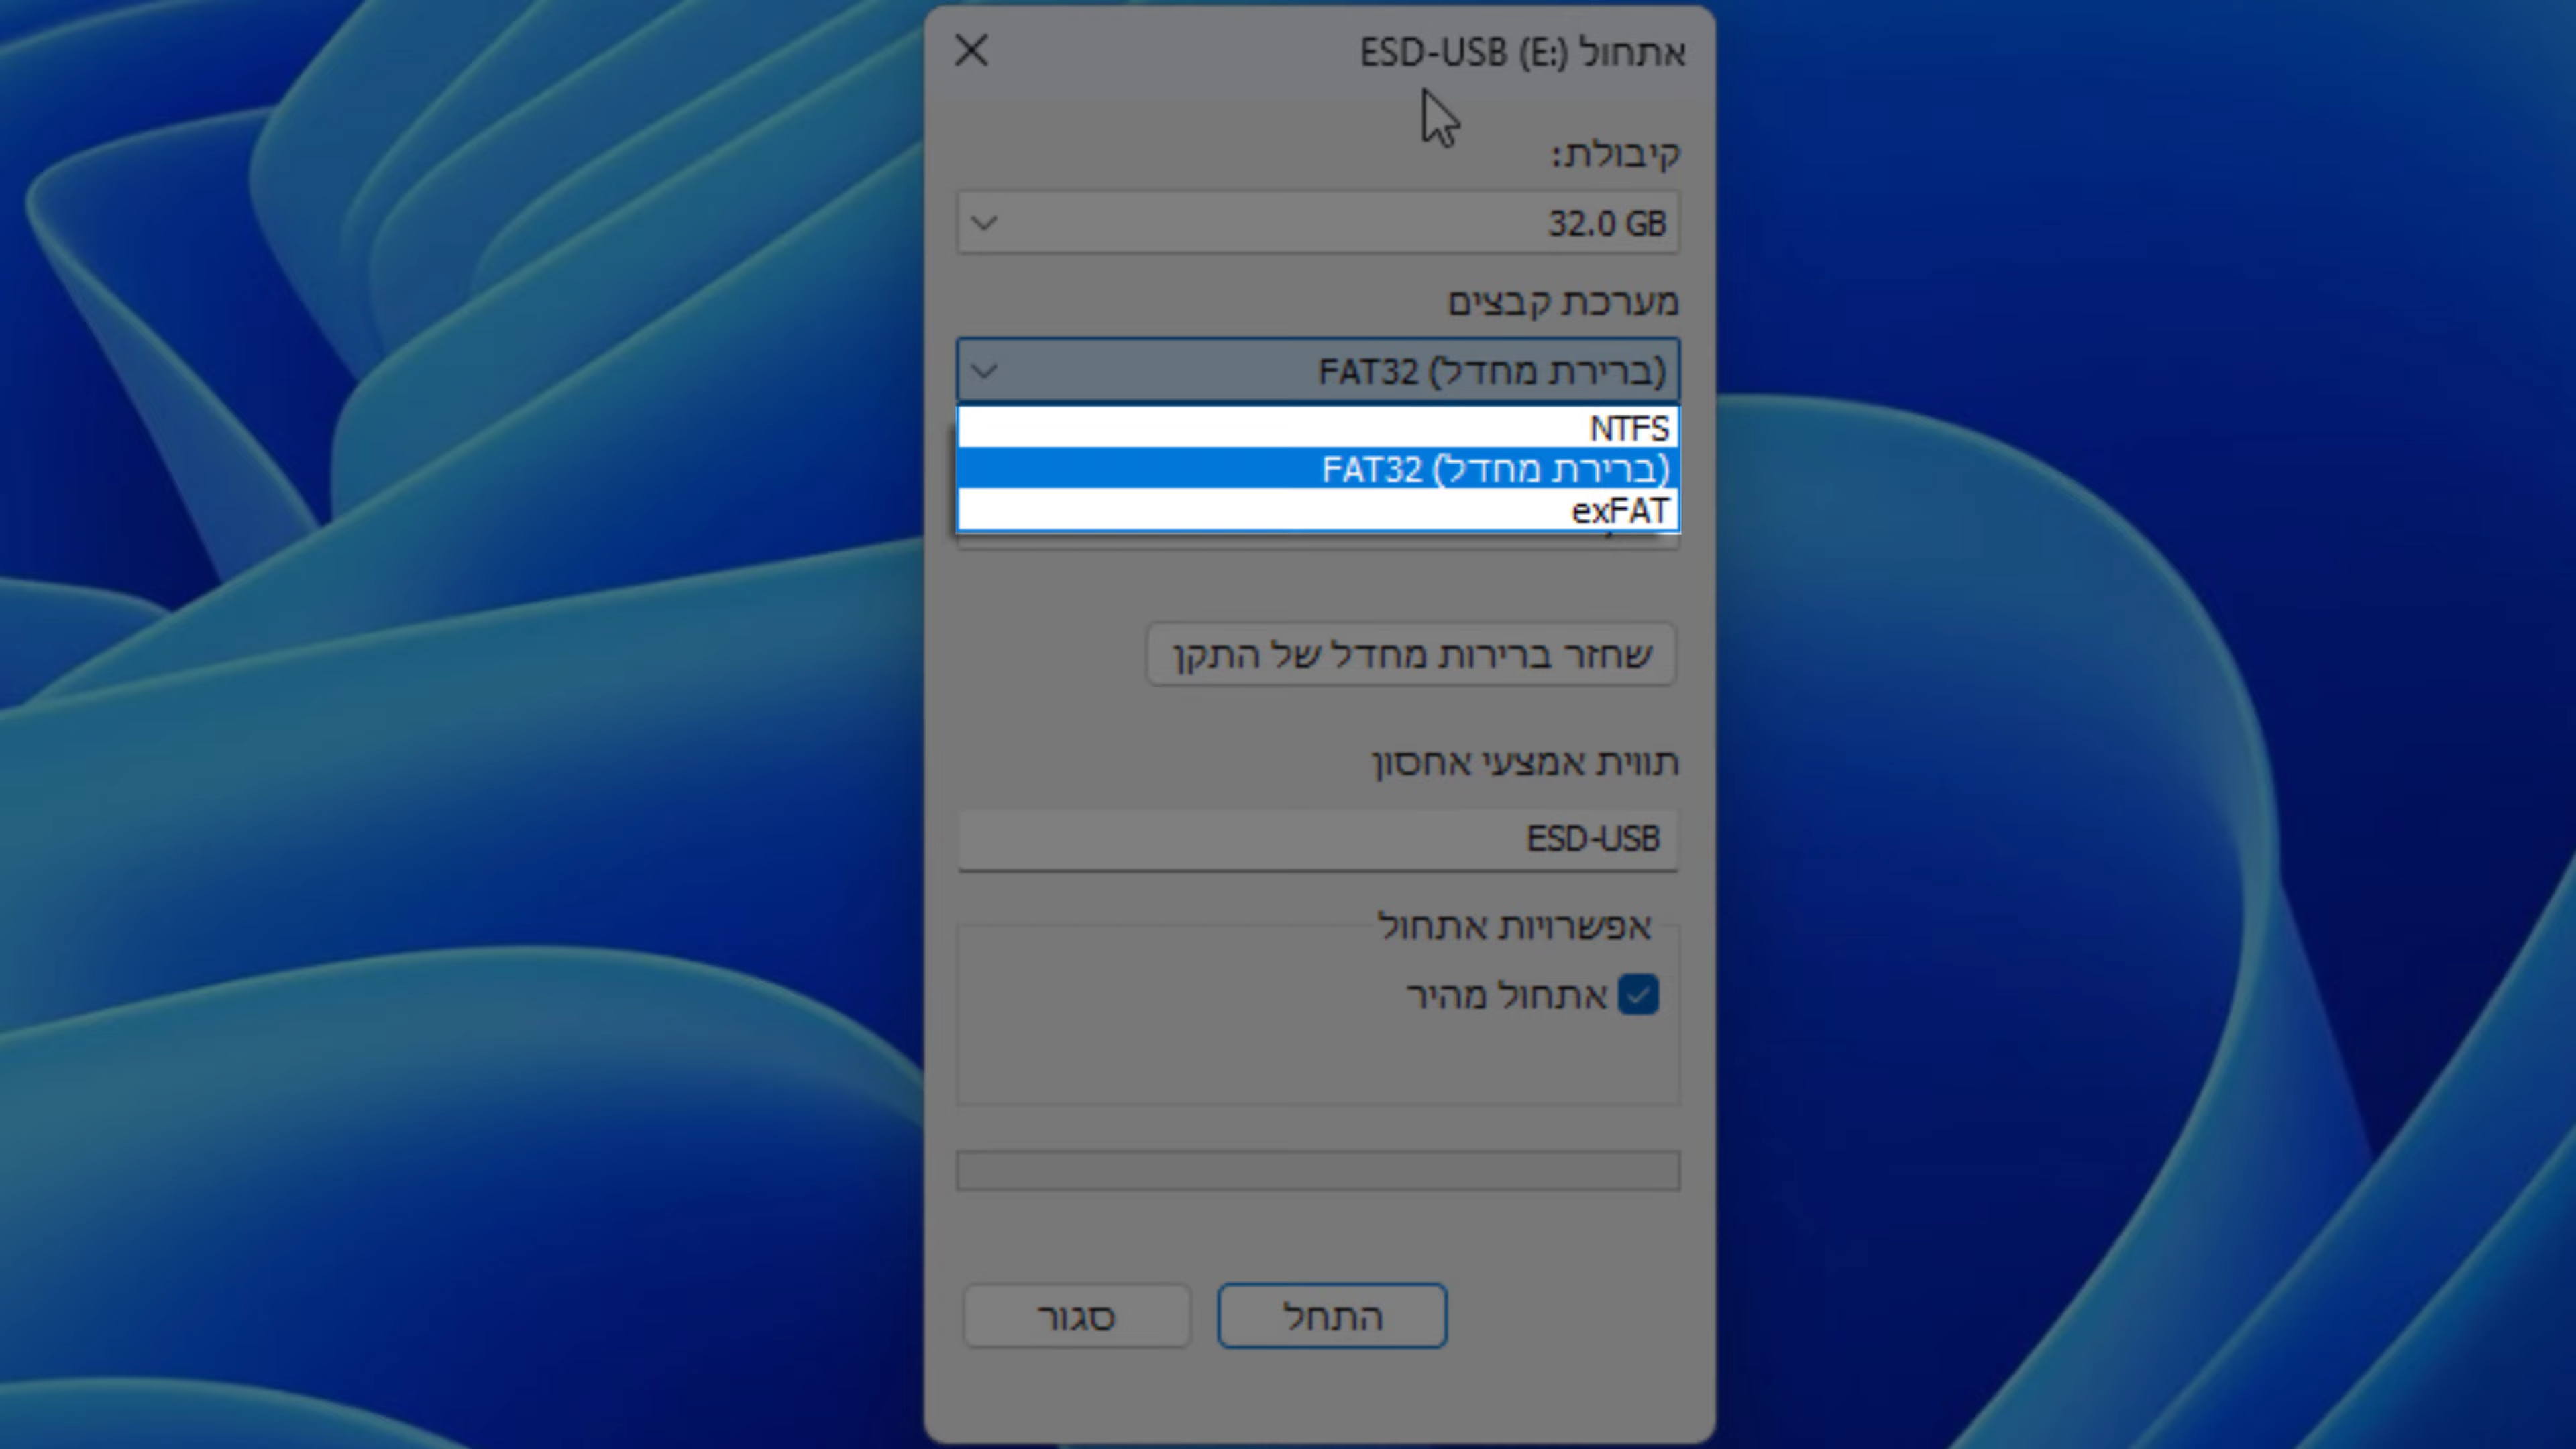 אתחול ESD-USB (E:)
קיבולת:
32.0 GB
מערכת קבצים
FAT32 (ברירת מחדל)
NTFS
FAT32 (ברירת מחדל)
exFAT
שחזר ברירות מחדל של התקן
תווית אמצעי אחסון
ESD-USB
אפשרויות אתחול
אתחול מהיר
התחל
סגור